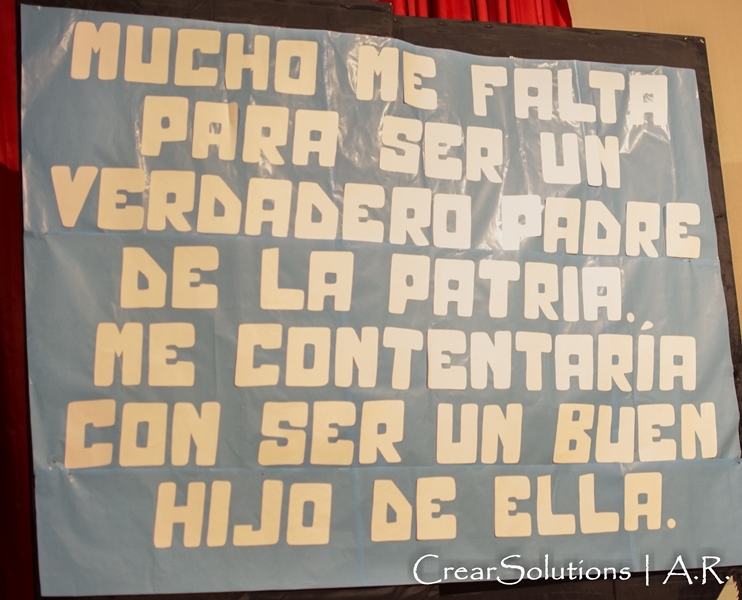 MUCHO ME FALTA
PARA SER UN
VERDADERO PADRE
DE LA PATRIA.
ME CONTENTARÍA
CON SER UN BUEN
HIJO DE ELLA.
CrearSolutions | A.R.